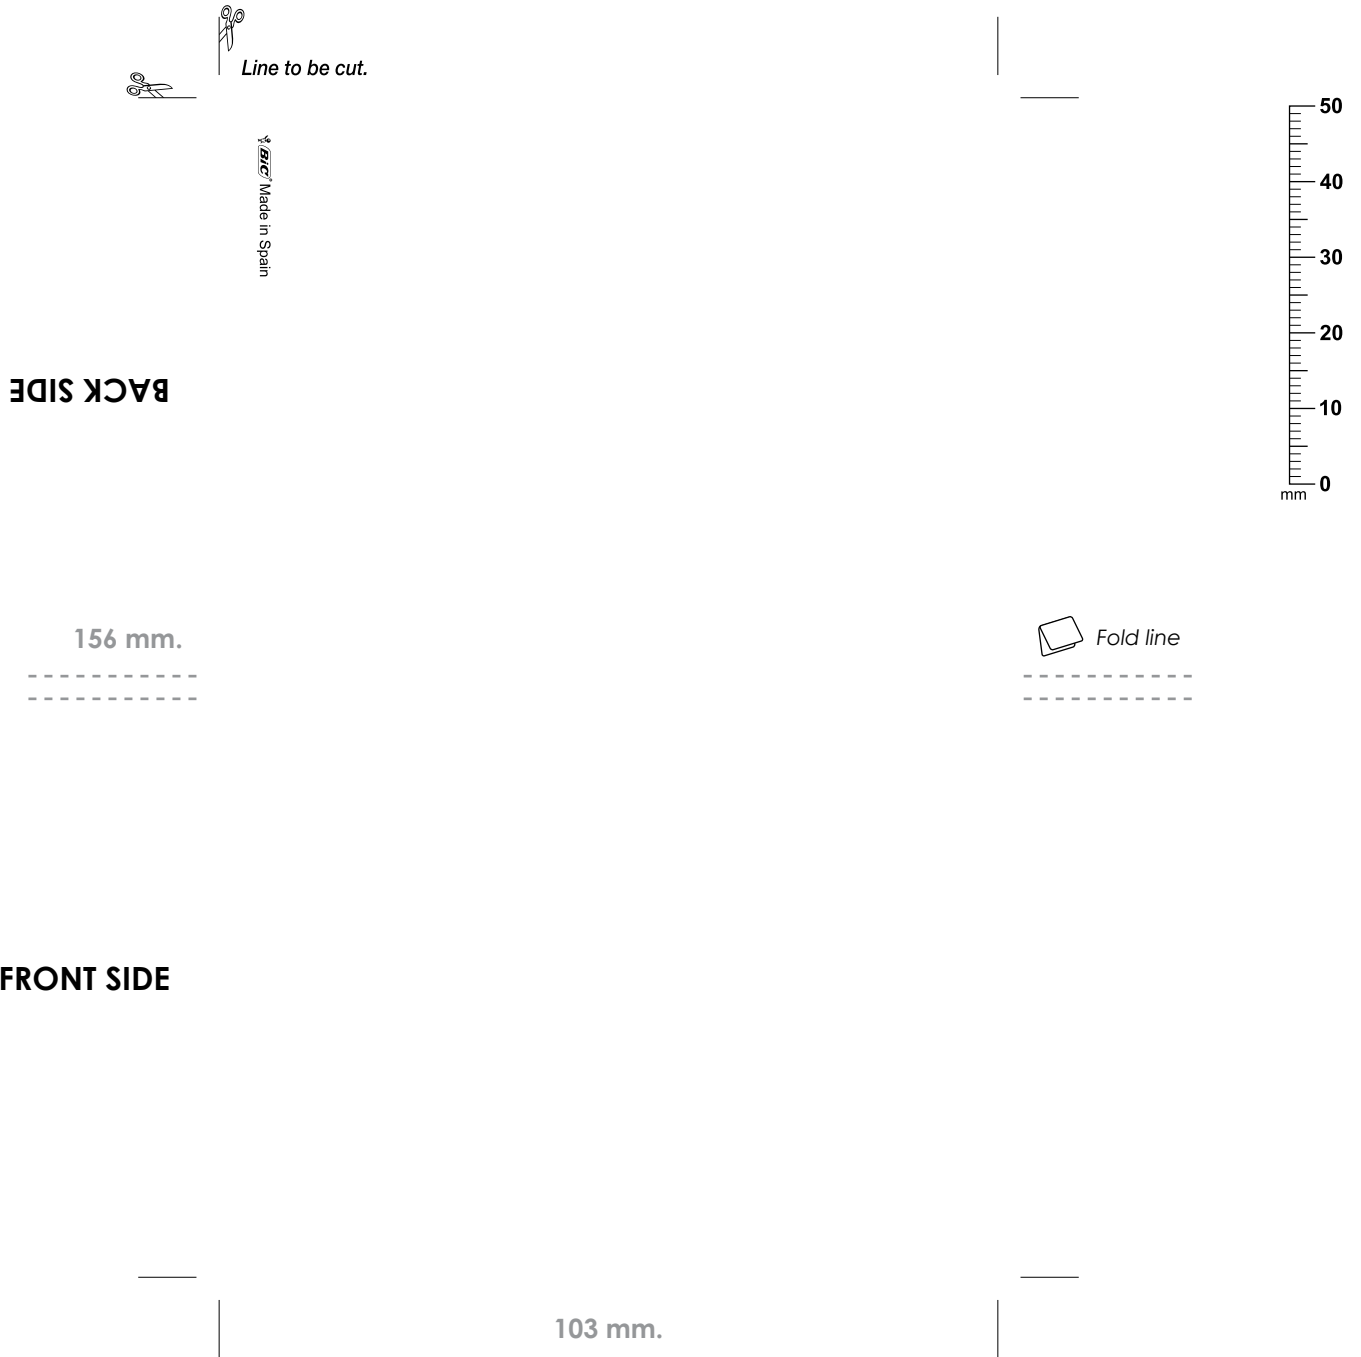 Line to be cut.
BiC® Made in Spain
50
40
30
20
10
0
mm
BACK SIDE
156 mm.
Fold line
FRONT SIDE
103 mm.